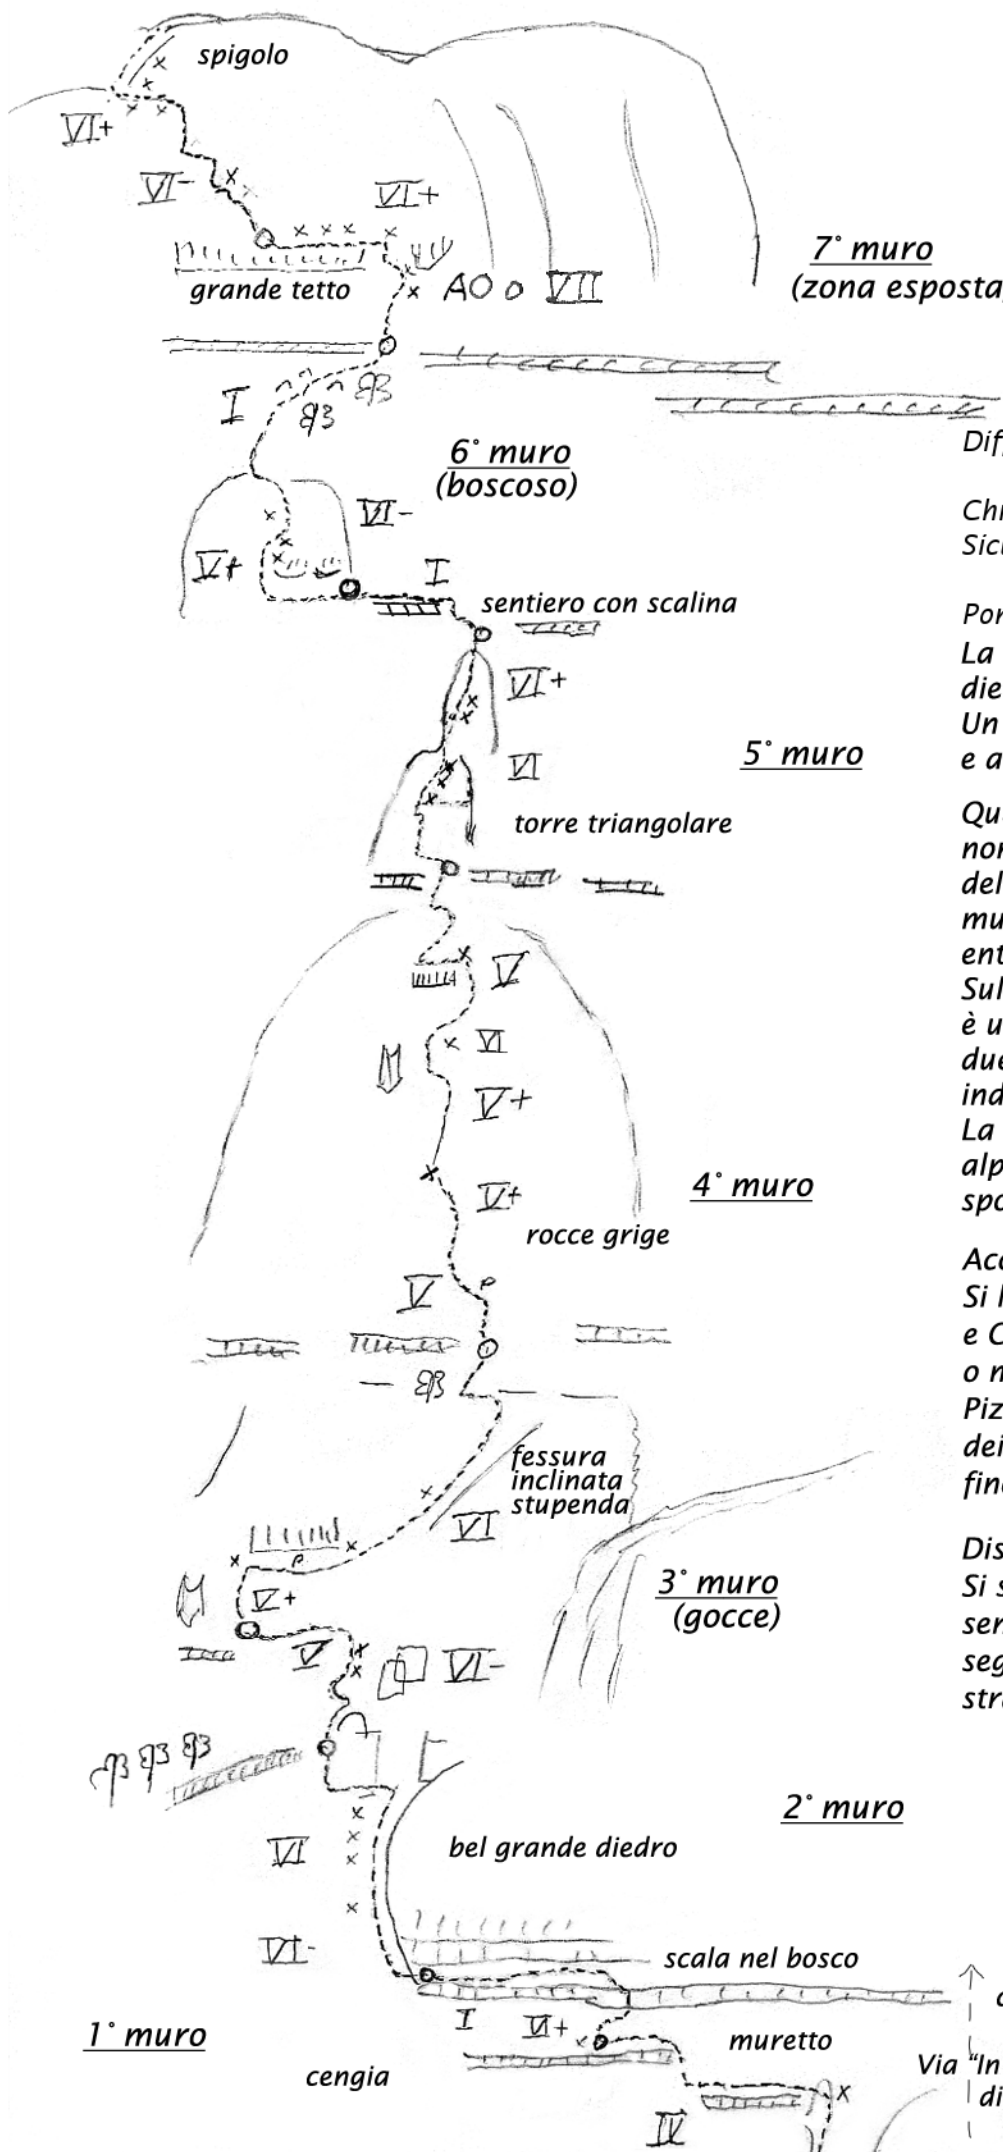 spigolo
VI+
VI-
VI+
grande tetto
A0 o VII
7° muro
(zona esposta
I
6° muro
(boscoso)
VI-
V+
I
sentiero con scalina
VI+
VI
5° muro
torre triangolare
V
VI
V+
V+
4° muro
rocce grige
V
fessura
inclinata
stupenda
VI
3° muro
(gocce)
V+
V
VI-
2° muro
VI
bel grande diedro
VI-
scala nel bosco
I
VI+
muretto
1° muro
cengia
IV
Via "In
di
Dif
Chi
Sic
Por
La
die
Un
e a
Qu
nor
del
mu
ent
Sul
è u
due
ind
La
alp
spo
Acc
Si l
e C
o n
Piz
dei
fino
Dis
Si s
sen
seg
stra